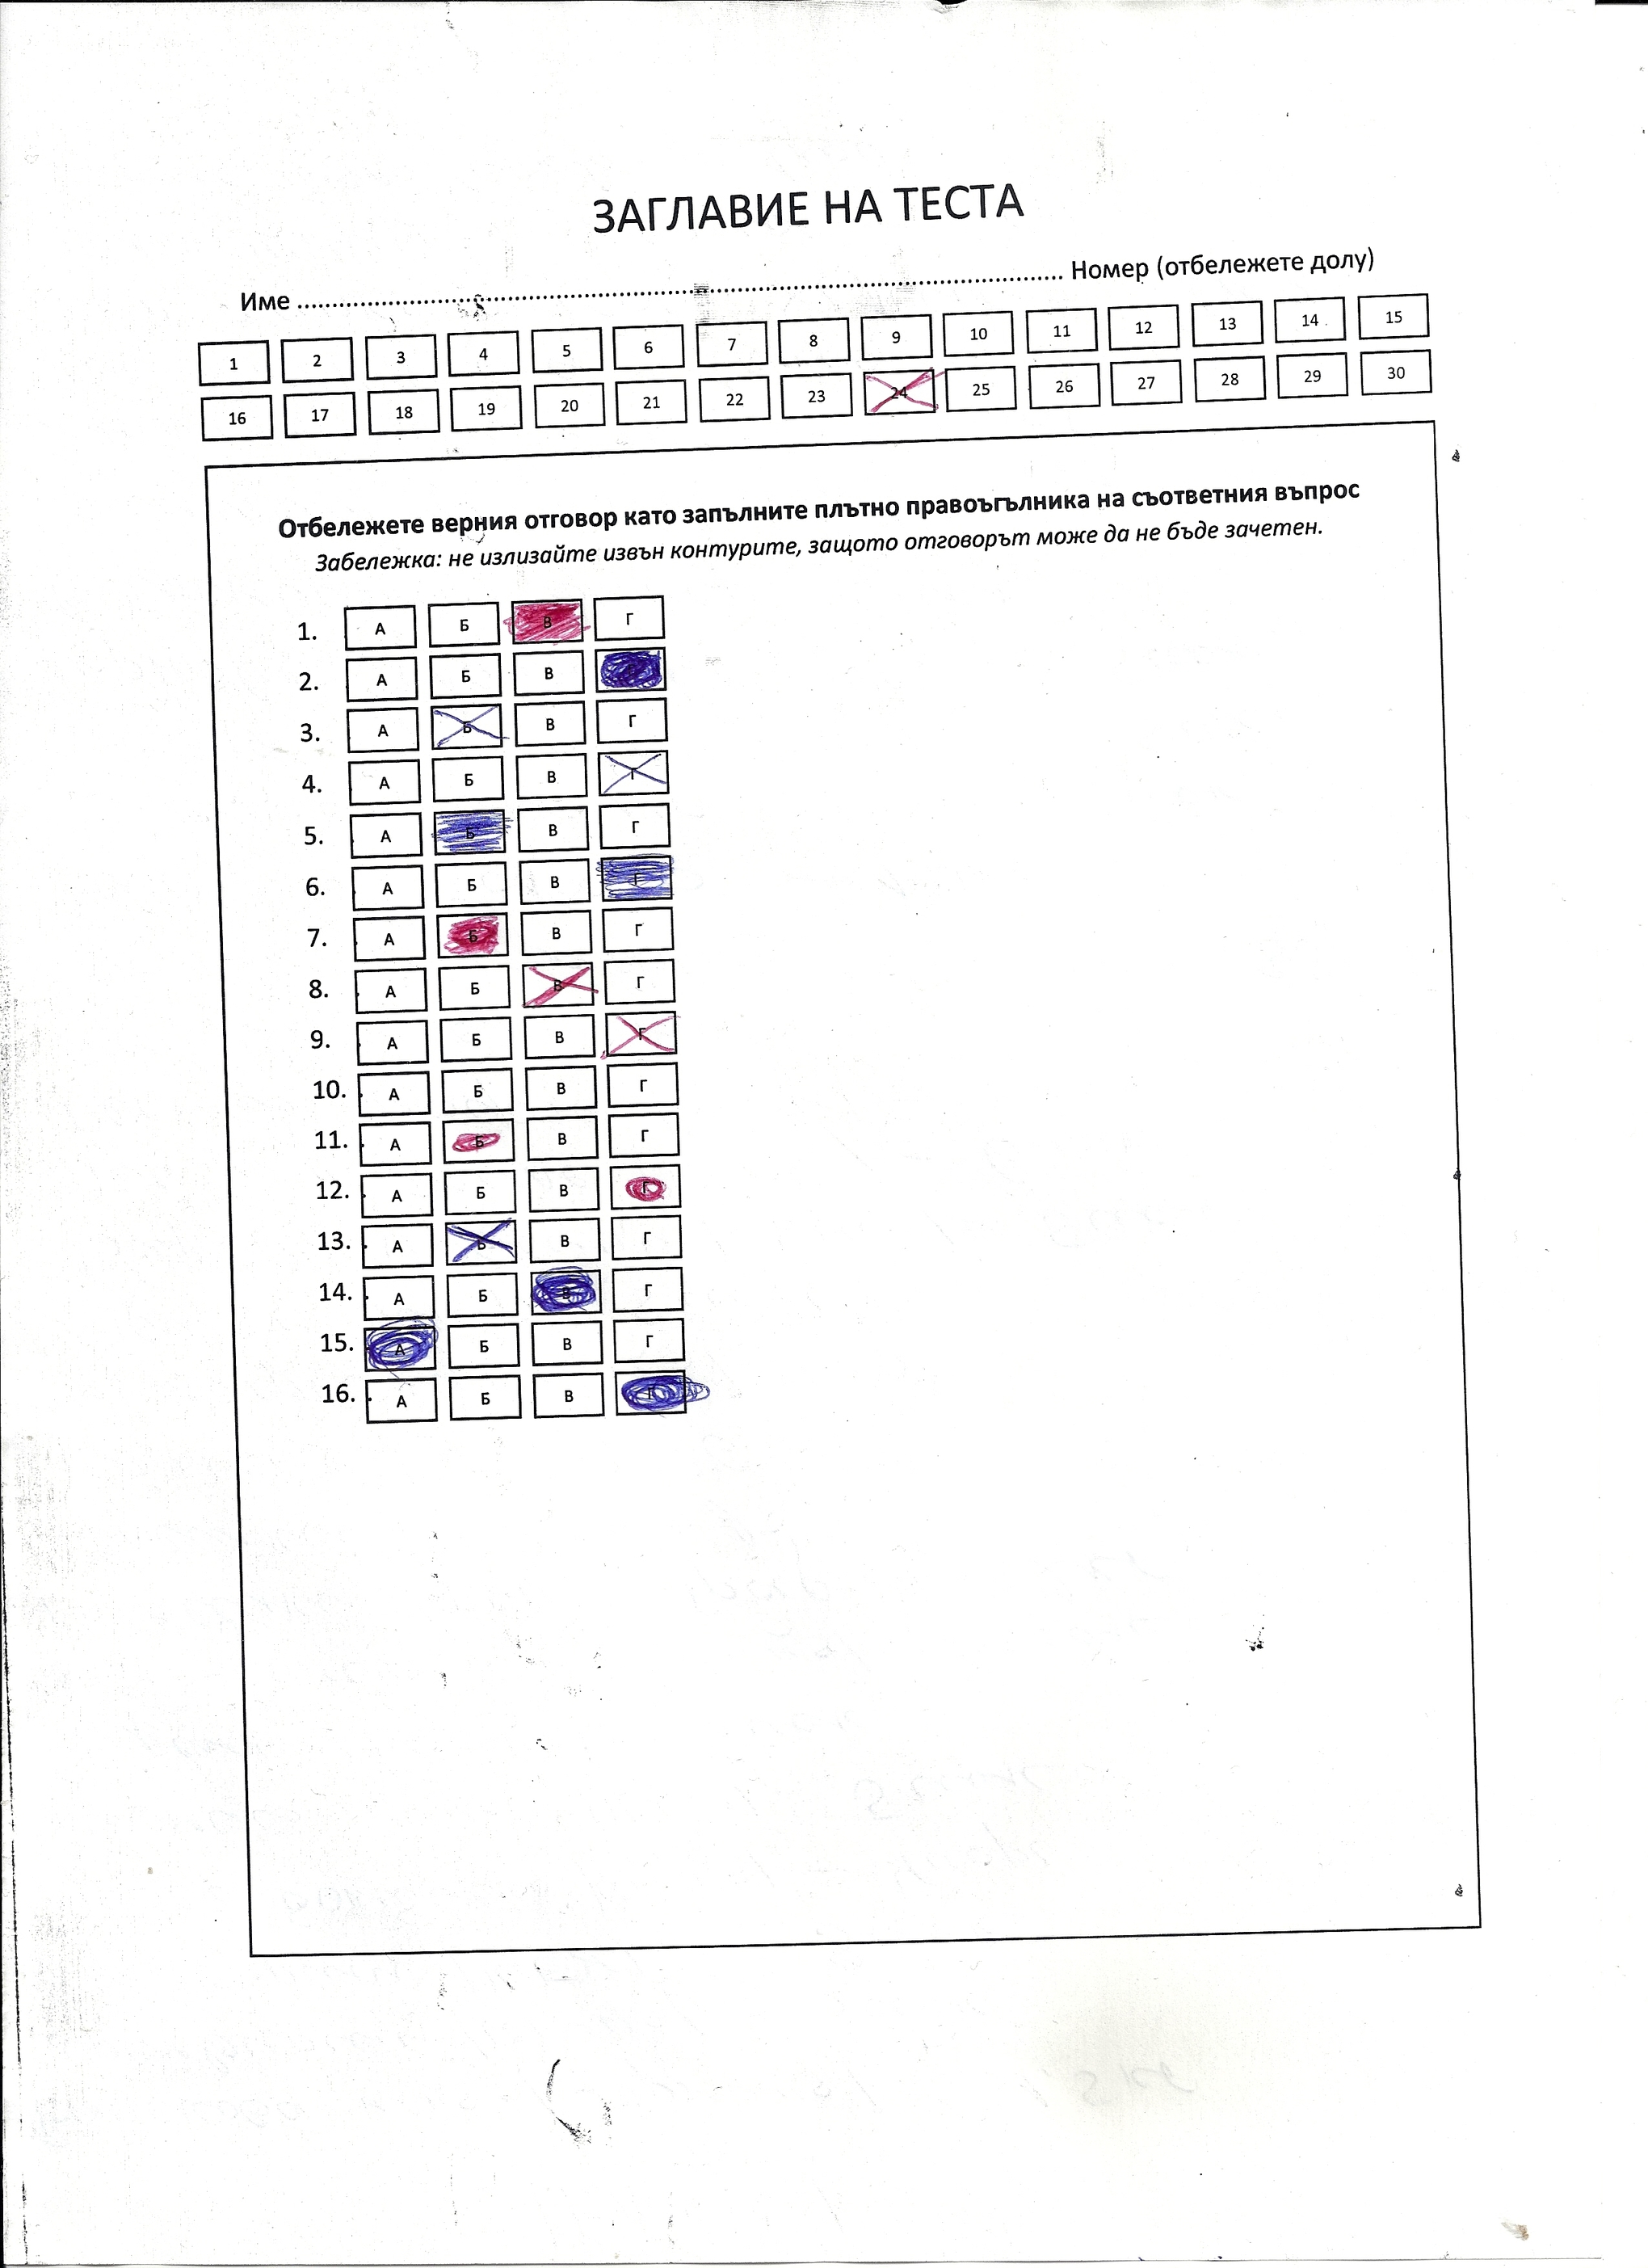 ЗАГЛАВИЕ НА ТЕСТА
Име ........................................................................................................ Номер (отбележете долу)
1 2 3 4 5 6 7 8 9 10 11 12 13 14 15
16 17 18 19 20 21 22 23 24 25 26 27 28 29 30
Отбележете верния отговор като запълните плътно правоъгълника на съответния въпрос
Забележка: не излизайте извън контурите, защото отговорът може да не бъде зачетен.
1. А Б В Г
2. А Б В
3. А Б В Г
4. А Б В Г
5. А Б В Г
6. А Б В Г
7. А Б В Г
8. А Б В Г
9. А Б В Г
10. А Б В Г
11. А Б В Г
12. А Б В Г
13. А Б В Г
14. А Б В Г
15. А Б В Г
16. А Б В Г